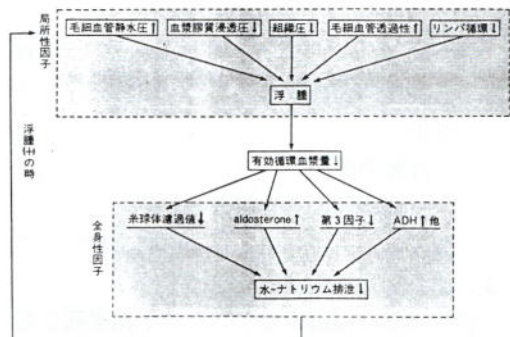 局所性因子
毛細血管静水圧↑
血漿膠質浸透圧↓
組織圧↓
毛細血管透過性↑
リンパ循環↓
浮 腫
有効循環血漿量↓
浮腫(+)の時
全身性因子
糸球体濾過値↓
aldosterone↑
第3因子↓
ADH↑他
水-ナトリウム排泄↓